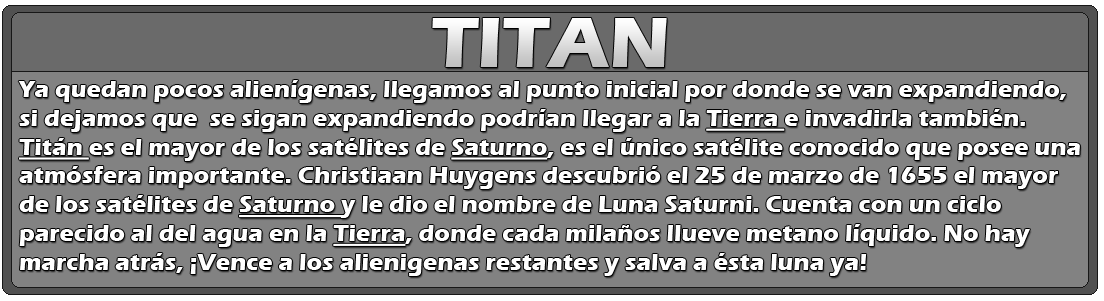 TITAN
Ya quedan pocos alienígenas, llegamos al punto inicial por donde se van expandiendo,
si dejamos que  se sigan expandiendo podrían llegar a la Tierra e invadirla también.
Titán es el mayor de los satélites de Saturno, es el único satélite conocido que posee una
atmósfera importante. Christiaan Huygens descubrió el 25 de marzo de 1655 el mayor
de los satélites de Saturno y le dio el nombre de Luna Saturni. Cuenta con un ciclo
parecido al del agua en la Tierra, donde cada milaños llueve metano líquido. No hay
marcha atrás, ¡Vence a los alienigenas restantes y salva a ésta luna ya!